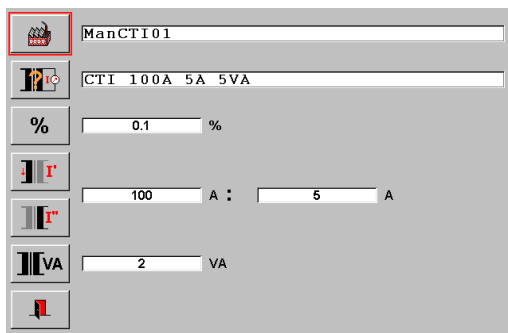 ManCTI01
I CTI 100A 5A 5VA
% 0.1 %
I'
100 A : 5 A
I"
VA 2 VA